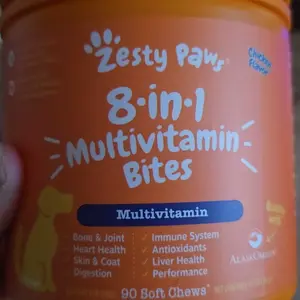 Zesty Paws®
Chicken
Flavor
8·in·1
Multivitamin
Bites
Multivitamin
Bone & Joint
Heart Health
Skin & Coat
Digestion
✓ Immune System
✓ Antioxidants
✓ Liver Health
✓ Performance
90 Soft Chews